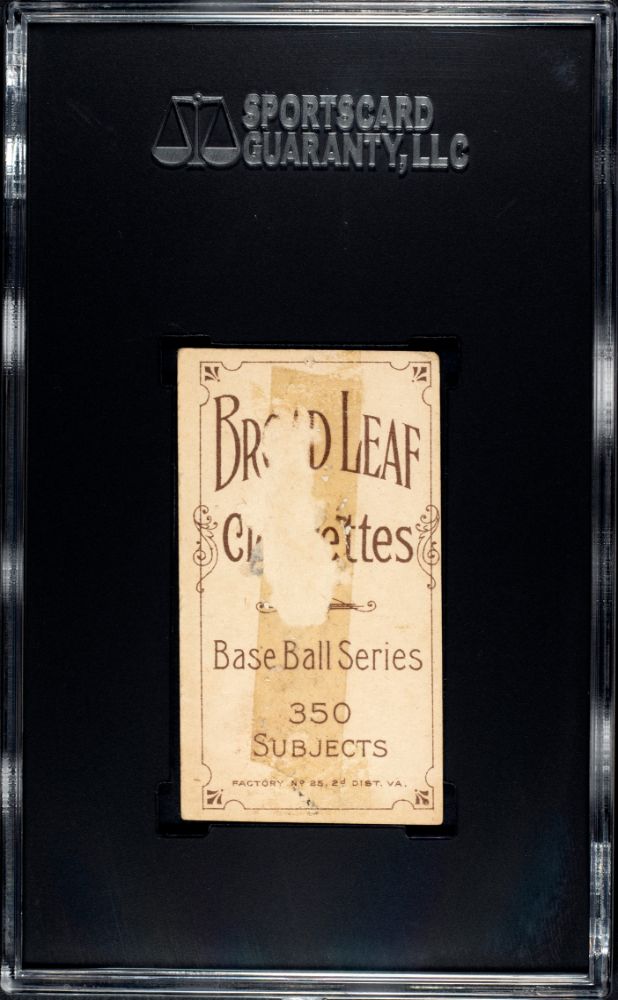 SPORTSCARD
GUARANTY, LLC
LEAF
Base Ball Series
350
SUBJECTS
FACTORY Nº 25, 2d DIST. VA.